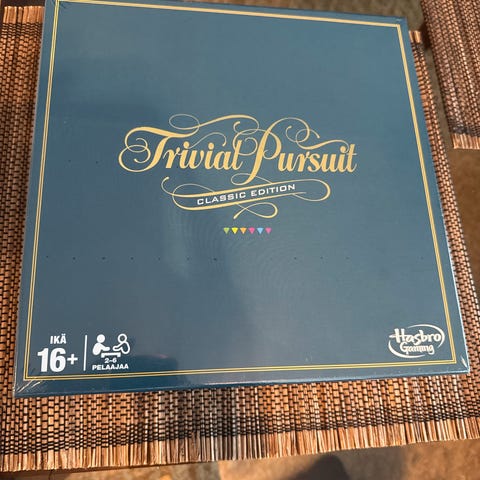 Trivial Pursuit
CLASSIC EDITION
IKÄ
16+
2-6
PELAAJAA
Hasbro
Gaming